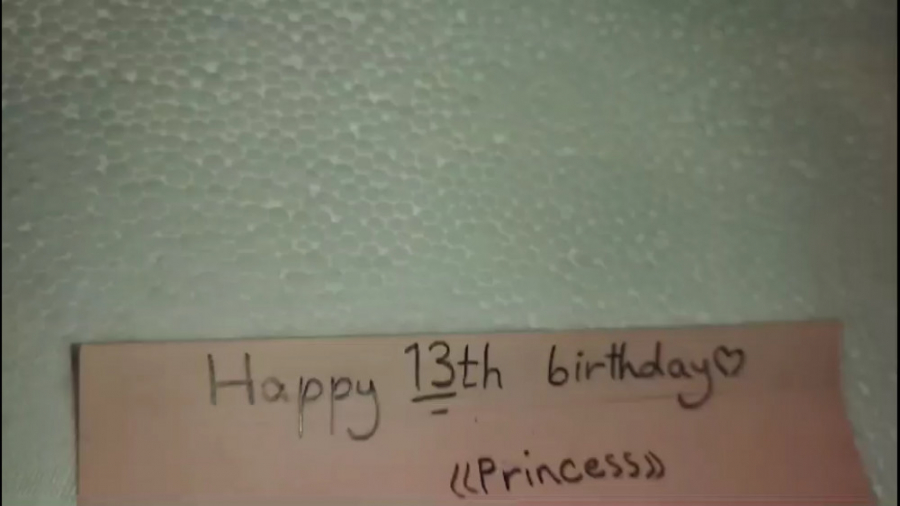 Happy 13th birthday♡
«Princess»